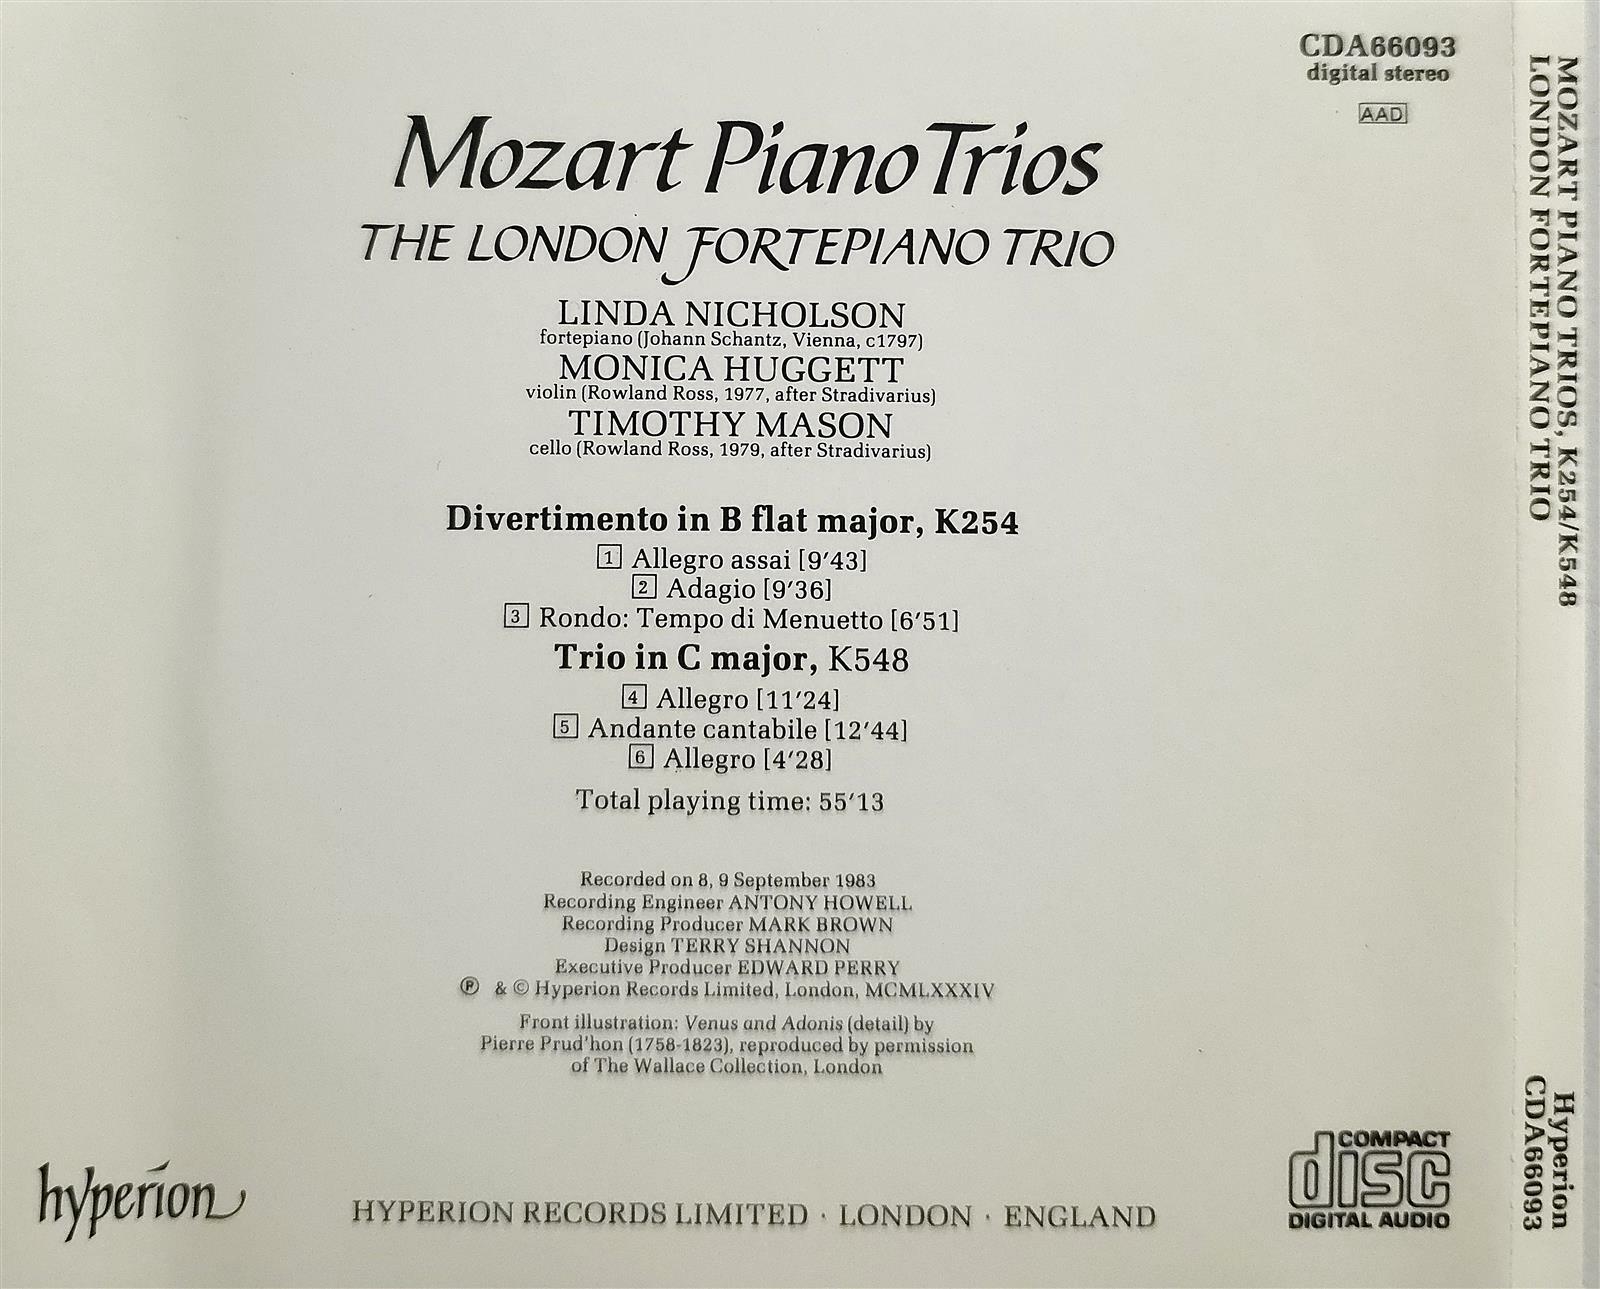 CDA66093
digital stereo
AAD
Mozart Piano Trios
THE LONDON FORTEPIANO TRIO
LINDA NICHOLSON
fortepiano (Johann Schantz, Vienna, c1797)
MONICA HUGGETT
violin (Rowland Ross, 1977, after Stradivarius)
TIMOTHY MASON
cello (Rowland Ross, 1979, after Stradivarius)
Divertimento in B flat major, K254
1 Allegro assai [9′43]
2 Adagio [9′36]
3 Rondo: Tempo di Menuetto [6′51]
Trio in C major, K548
4 Allegro [11′24]
5 Andante cantabile [12′44]
6 Allegro [4′28]
Total playing time: 55′13
Recorded on 8, 9 September 1983
Recording Engineer ANTONY HOWELL
Recording Producer MARK BROWN
Design TERRY SHANNON
Executive Producer EDWARD PERRY
℗ & © Hyperion Records Limited, London, MCMLXXXIV
Front illustration: Venus and Adonis (detail) by
Pierre Prud'hon (1758-1823), reproduced by permission
of The Wallace Collection, London
hyperion
HYPERION RECORDS LIMITED · LONDON · ENGLAND
COMPACT
disc
DIGITAL AUDIO
MOZART PIANO TRIOS, K254/K548
LONDON FORTEPIANO TRIO
Hyperion
CDA66093